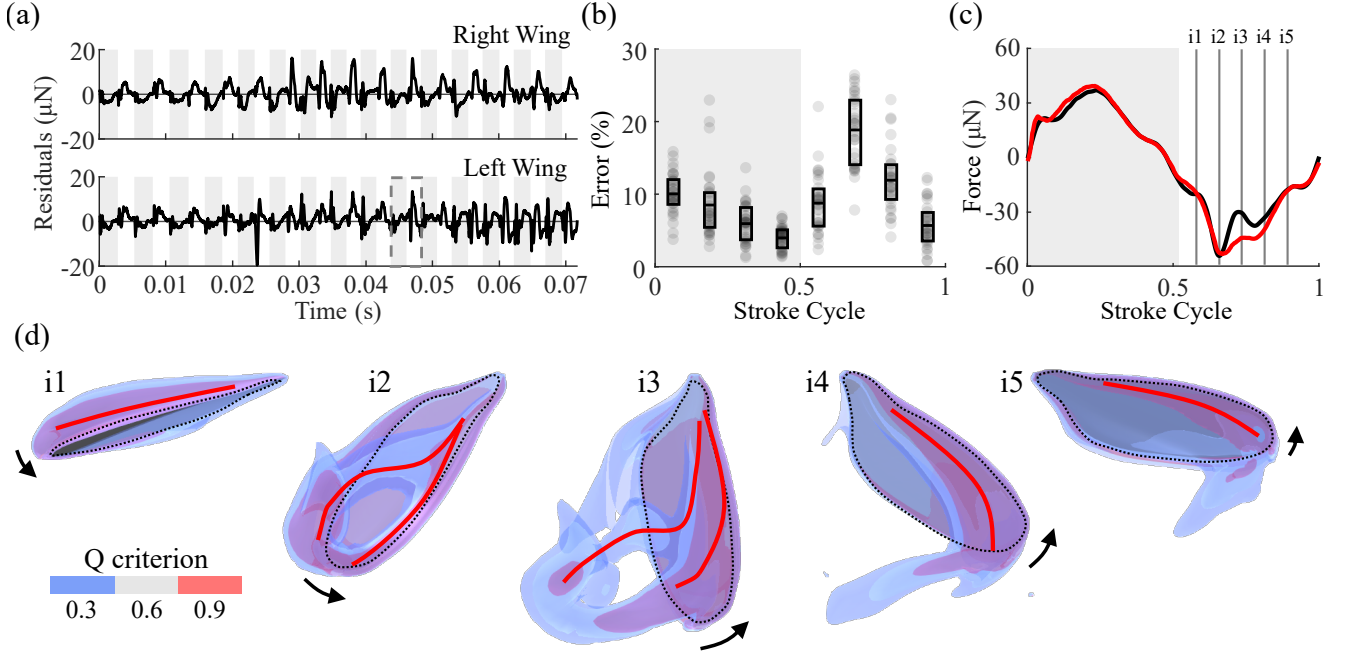 (a)
Right Wing
20
0
-20
Left Wing
20
0
-20
Residuals (μN)
0 0.01 0.02 0.03 0.04 0.05 0.06 0.07
Time (s)
(b)
30
20
10
0
Error (%)
0 0.5 1
Stroke Cycle
(c)
i1 i2 i3 i4 i5
30
0
-30
-60
Force (μN)
0 0.5 1
Stroke Cycle
(d)
i1 i2 i3 i4 i5
Q criterion
0.3 0.6 0.9